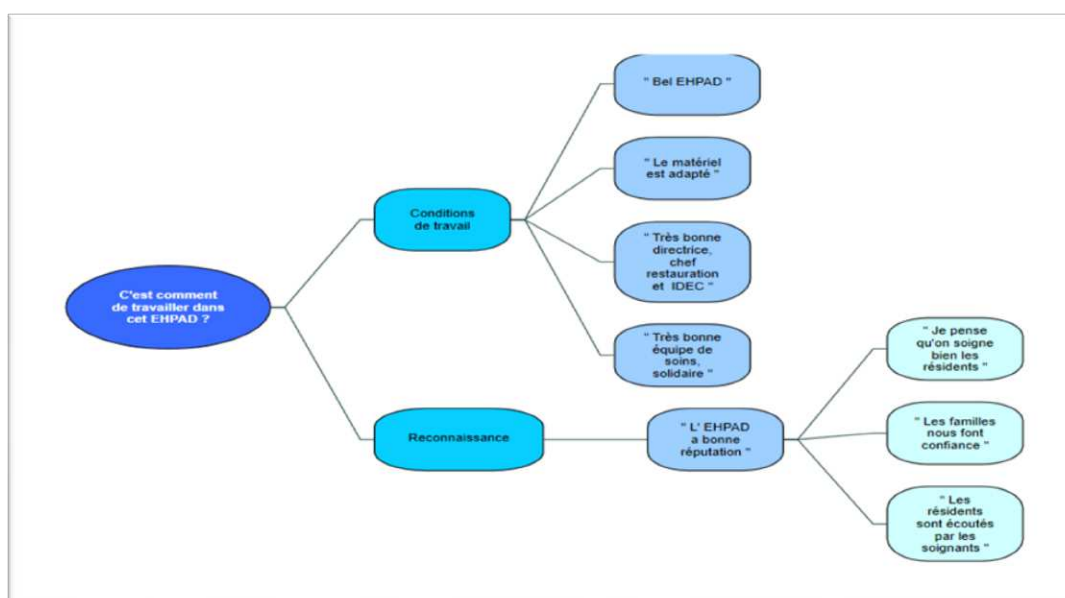 C'est comment
de travailler dans
cet EHPAD ?
Conditions
de travail
" Bel EHPAD "
" Le matériel
est adapté "
" Très bonne
directrice,
chef
restauration
et IDEC "
" Très bonne
équipe de
soins,
solidaire "
Reconnaissance
" L' EHPAD
a bonne
réputation "
" Je pense
qu'on soigne
bien les
résidents "
" Les familles
nous font
confiance "
" Les
résidents
sont écoutés
par les
soignants "